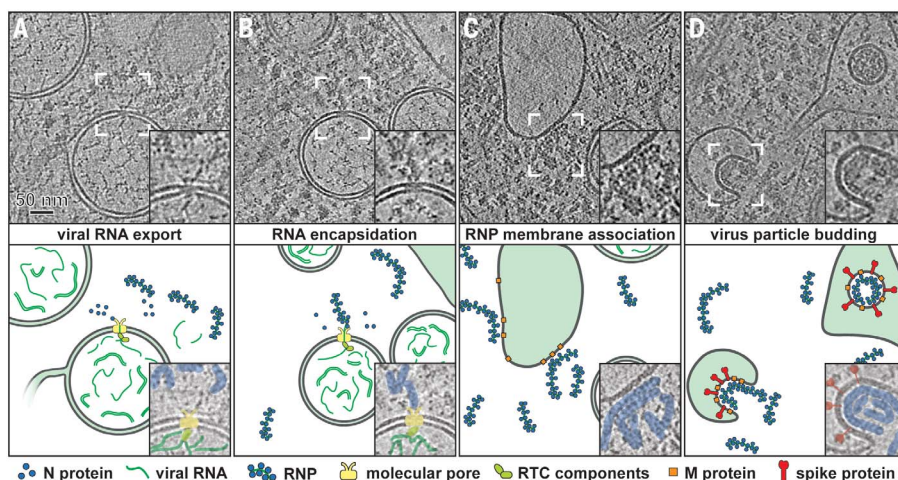 A
B
C
D
50 nm
viral RNA export
RNA encapsidation
RNP membrane association
virus particle budding
N protein
viral RNA
RNP
molecular pore
RTC components
M protein
spike protein